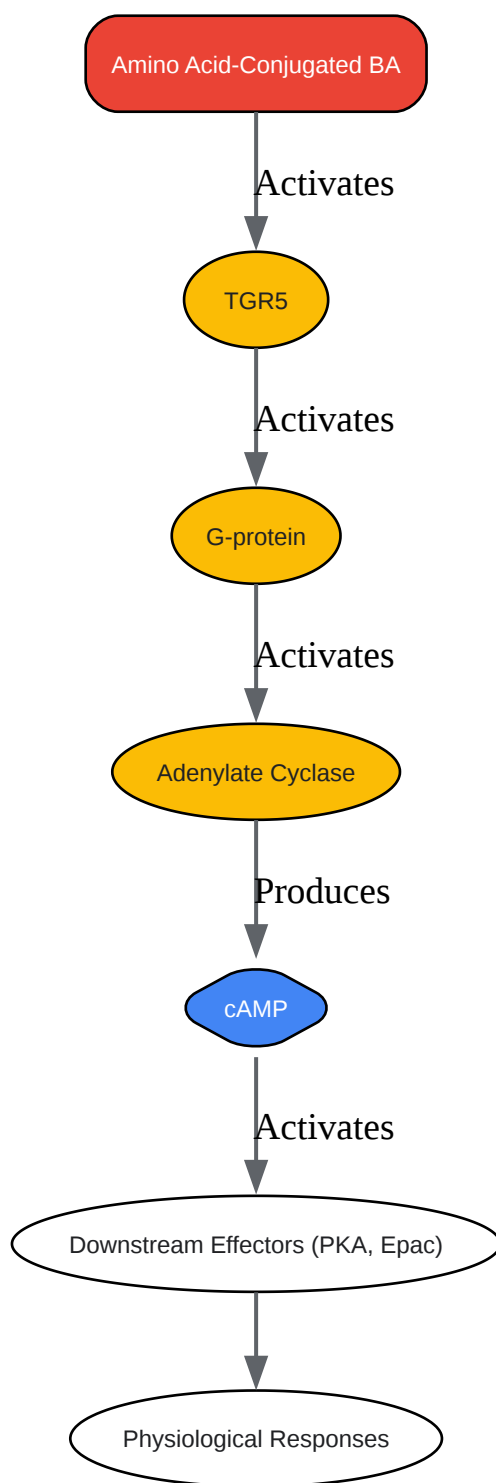 Amino Acid-Conjugated BA
Activates
TGR5
Activates
G-protein
Activates
Adenylate Cyclase
Produces
cAMP
Activates
Downstream Effectors (PKA, Epac)
Physiological Responses